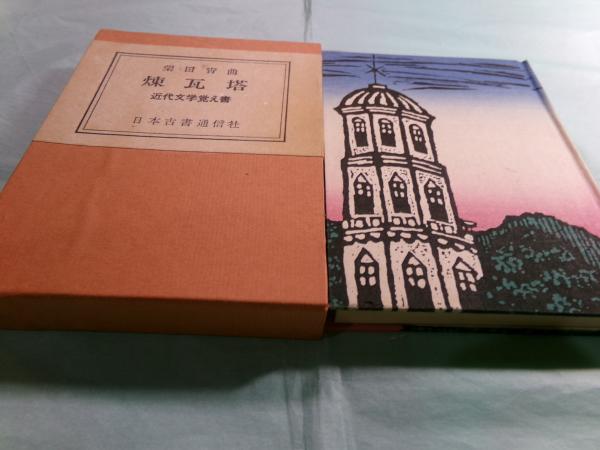 柴田宵曲
煉瓦塔
近代文学覚え書
日本古書通信社